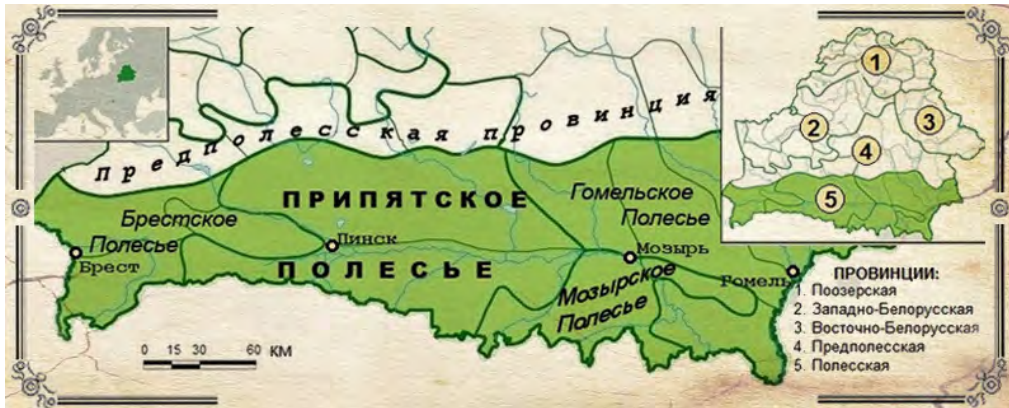 Предполесская провинция
ПРИПЯТСКОЕ
ПОЛЕСЬЕ
Брестское
Полесье
Гомельское
Полесье
Мозырское
Полесье
Брест
Пинск
Мозырь
Гомель
0 15 30 60 КМ
1
2
3
4
5
ПРОВИНЦИИ:
1. Поозерская
2. Западно-Белорусская
3. Восточно-Белорусская
4. Предполесская
5. Полесская